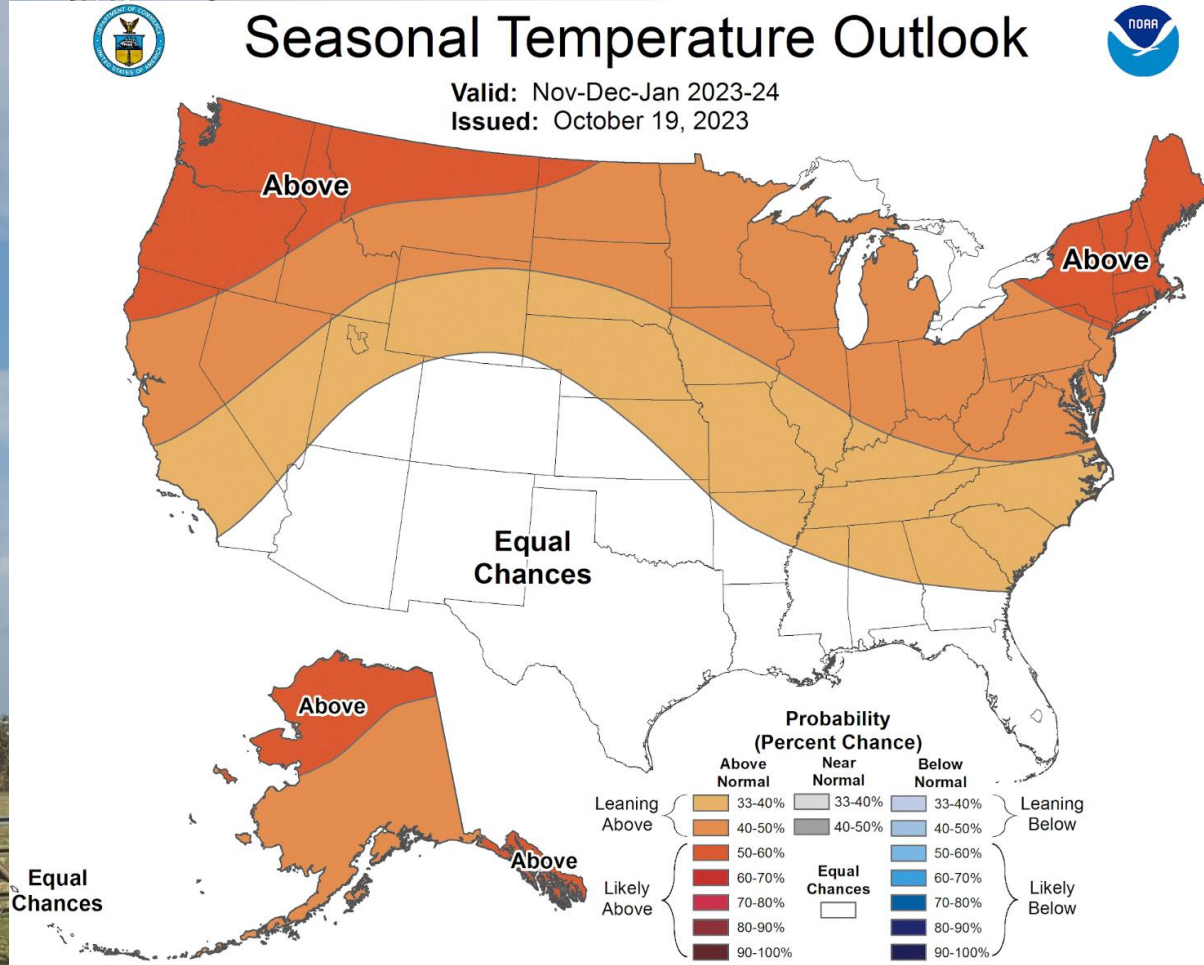 Seasonal Temperature Outlook
NOAA
Valid: Nov-Dec-Jan 2023-24
Issued: October 19, 2023
Above
Above
Equal
Chances
Above
Above
Equal
Chances
Probability
(Percent Chance)
Above
Normal
Near
Normal
Below
Normal
Leaning
Above
33-40%
33-40%
33-40%
Leaning
Below
40-50%
40-50%
40-50%
Likely
Above
50-60%
60-70%
70-80%
80-90%
90-100%
Equal
Chances
50-60%
60-70%
70-80%
80-90%
90-100%
Likely
Below